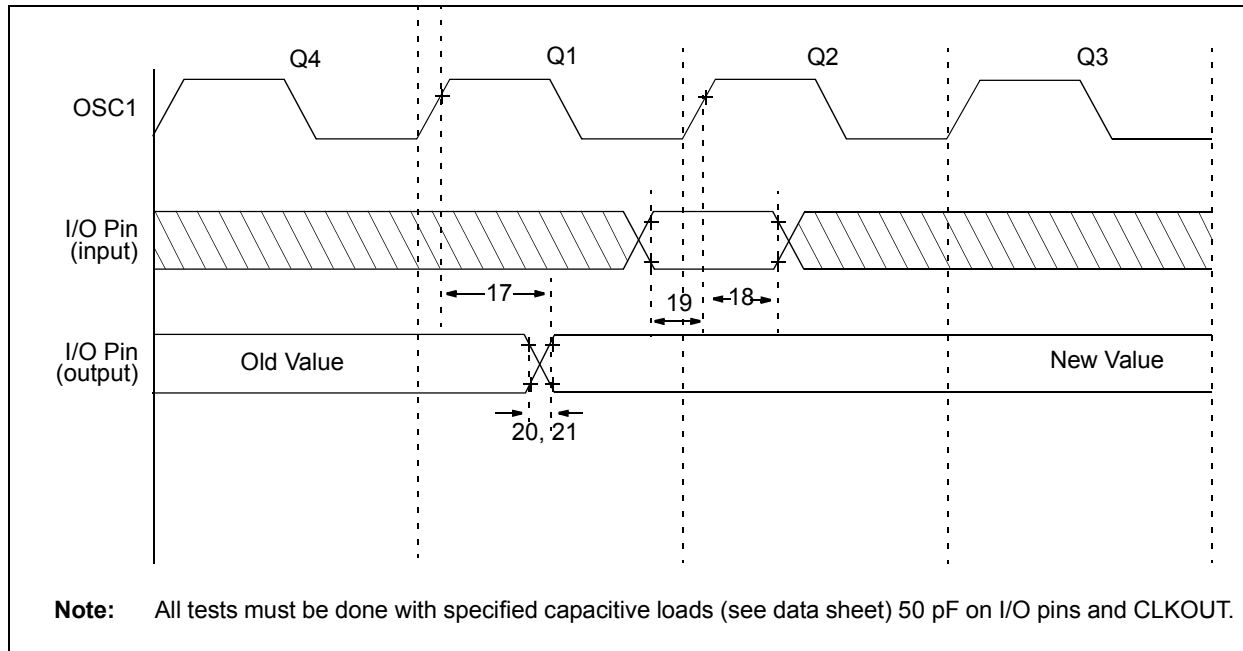 Q4 Q1 Q2 Q3
OSC1
I/O Pin
(input)
17 19 18
I/O Pin
(output)
Old Value New Value
20, 21
Note: All tests must be done with specified capacitive loads (see data sheet) 50 pF on I/O pins and CLKOUT.